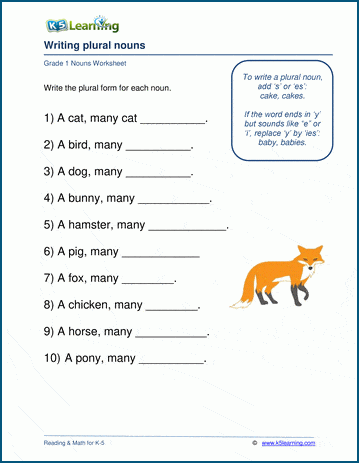 K5 Learning
Writing plural nouns
Grade 1 Nouns Worksheet
Write the plural form for each noun.
To write a plural noun,
add 's' or 'es':
cake, cakes.
If the word ends in 'y'
but sounds like "e" or
'i', replace 'y' by 'ies':
baby, babies.
1) A cat, many cat __________.
2) A bird, many __________.
3) A dog, many __________.
4) A bunny, many __________.
5) A hamster, many ___________.
6) A pig, many ___________
7) A fox, many __________.
8) A chicken, many __________.
9) A horse, many __________.
10) A pony, many __________.
Reading & Math for K-5
© www.k5learning.com